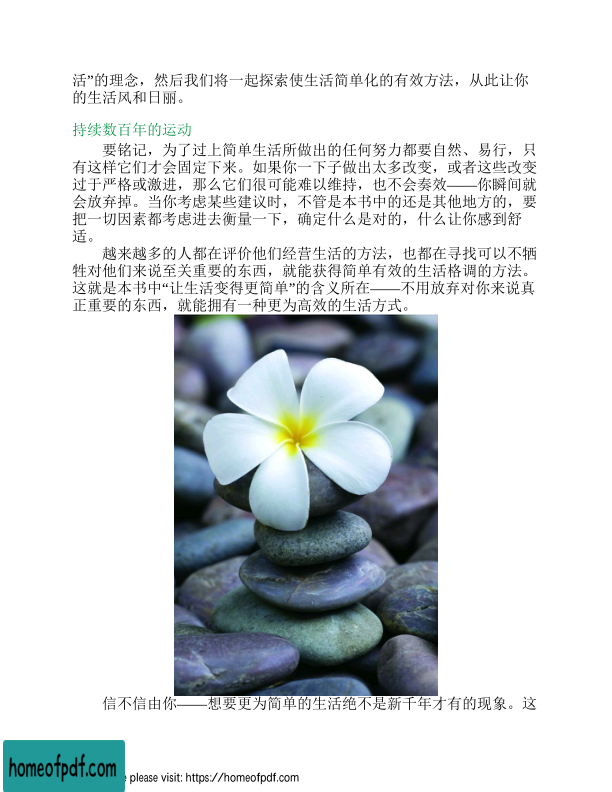 活”的理念，然后我们将一起探索使生活简单化的有效方法，从此让你
的生活风和日丽。
持续数百年的运动
要铭记，为了过上简单生活所做出的任何努力都要自然、易行，只
有这样它们才会固定下来。如果你一下子做出太多改变，或者这些改变
过于严格或激进，那么它们很可能难以维持，也不会奏效——你瞬间就
会放弃掉。当你考虑某些建议时，不管是本书中的还是其他地方的，要
把一切因素都考虑进去衡量一下，确定什么是对的，什么让你感到舒
适。
越来越多的人都在评价他们经营生活的方法，也都在寻找可以不牺
牲对他们来说至关重要的东西，就能获得简单有效的生活格调的方法。
这就是本书中“让生活变得更简单”的含义所在——不用放弃对你来说真
正重要的东西，就能拥有一种更为高效的生活方式。
信不信由你——想要更为简单的生活绝不是新千年才有的现象。这
homeofpdf.com
e please visit: https://homeofpdf.com